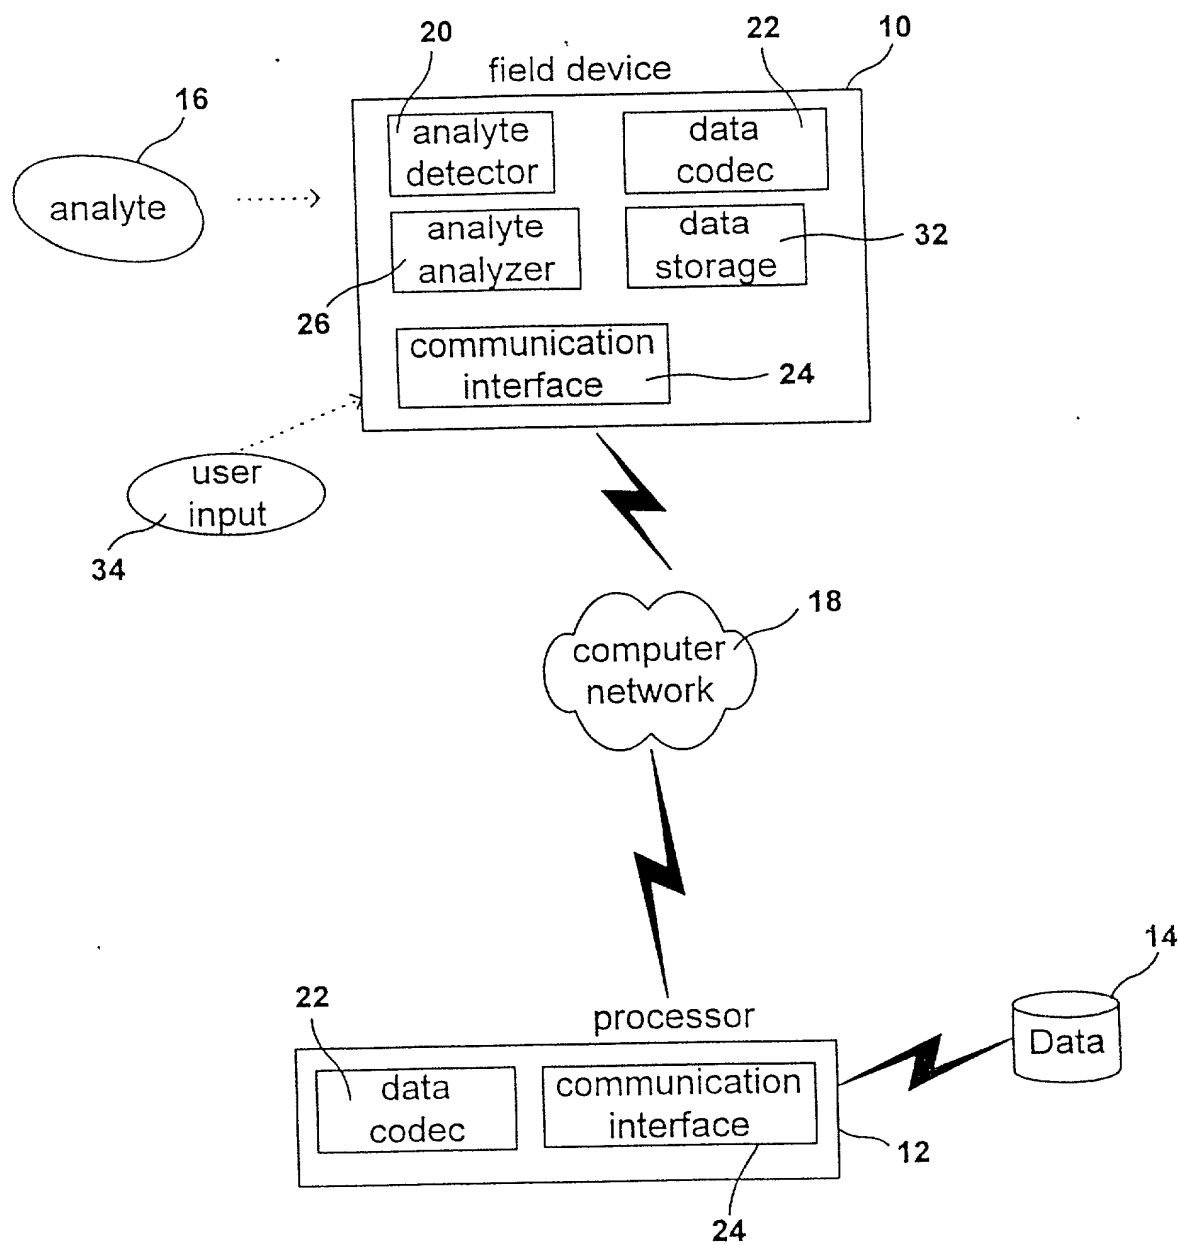 20
22
10
field device
16
analyte
detector
data
codec
analyte
analyte
analyzer
data
storage
32
26
communication
interface
24
user
input
34
18
computer
network
14
22
processor
Data
data
codec
communication
interface
12
24